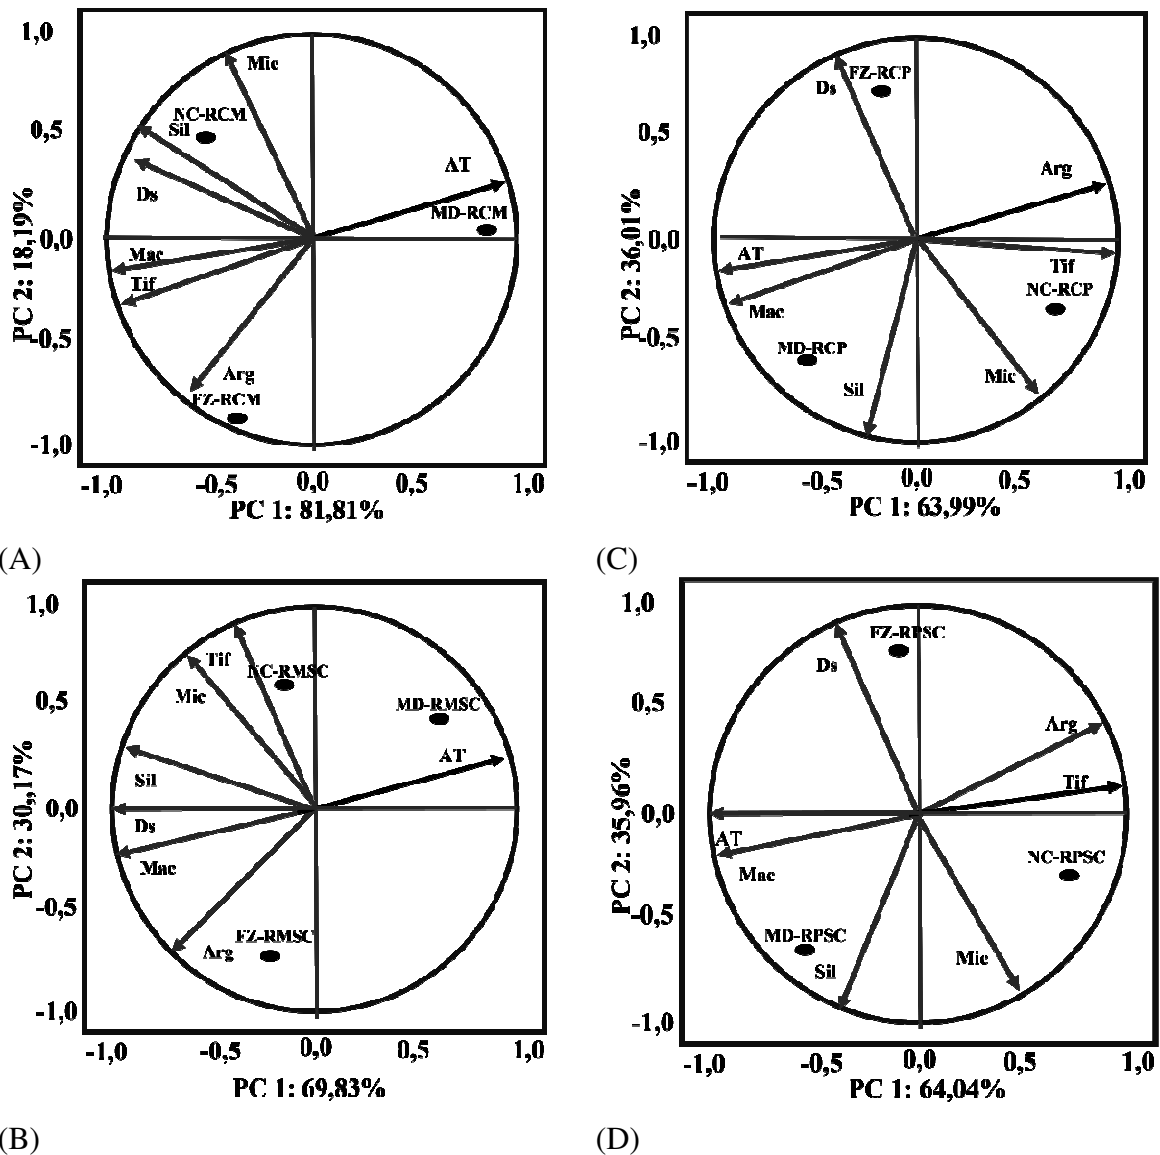 1,0
Mic
NC-RCM
0,5
Sil
AT
Ds
MD-RCM
0,0
Mac
Tif
-0,5
Arg
FZ-RCM
-1,0
PC 2: 18,19%
-1,0 -0,5 0,0 0,5 1,0
PC 1: 81,81%
(A)
1,0
FZ-RCP
Ds
0,5
Arg
0,0
AT
Tif
NC-RCP
Mac
-0,5
MD-RCP
Mic
Sil
-1,0
PC 2: 36,01%
-1,0 -0,5 0,0 0,5 1,0
PC 1: 63,99%
(C)
1,0
Tif
NC-RMSC
Mic
0,5
MD-RMSC
AT
Sil
0,0
Ds
Mac
-0,5
FZ-RMSC
Arg
-1,0
PC 2: 30,,17%
-1,0 -0,5 0,0 0,5 1,0
PC 1: 69,83%
(B)
1,0
FZ-RPSC
Ds
0,5
Arg
Tif
0,0
AT
NC-RPSC
Mac
-0,5
MD-RPSC
Mic
Sil
-1,0
PC 2: 35,96%
-1,0 -0,5 0,0 0,5 1,0
PC 1: 64,04%
(D)